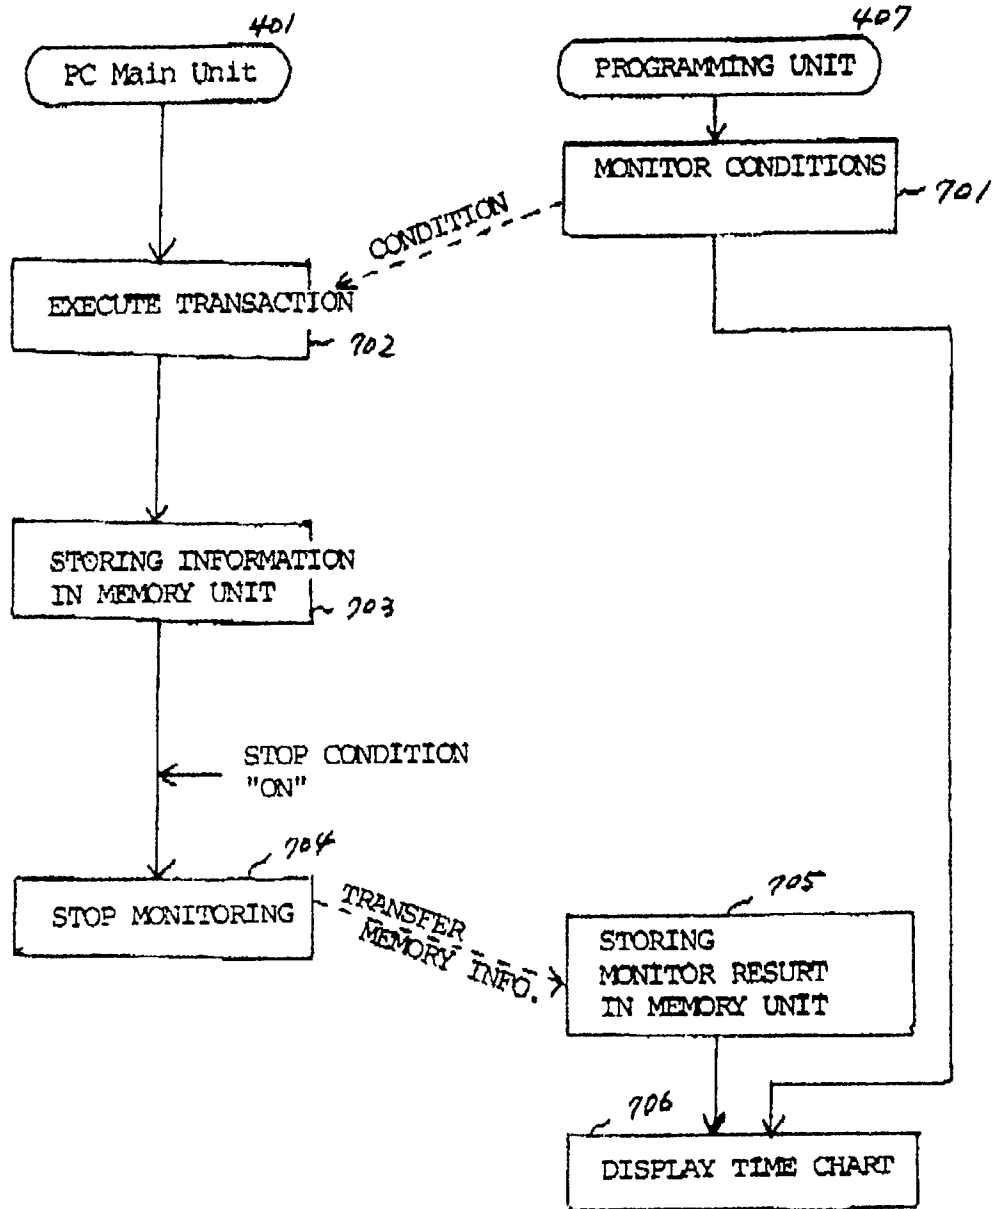 401
PC Main Unit
407
PROGRAMMING UNIT
MONITOR CONDITIONS
701
CONDITION
EXECUTE TRANSACTION
702
STORING INFORMATION
IN MEMORY UNIT
703
STOP CONDITION
"ON"
704
STOP MONITORING
TRANSFER
MEMORY INFO.
705
STORING
MONITOR RESURT
IN MEMORY UNIT
706
DISPLAY TIME CHART